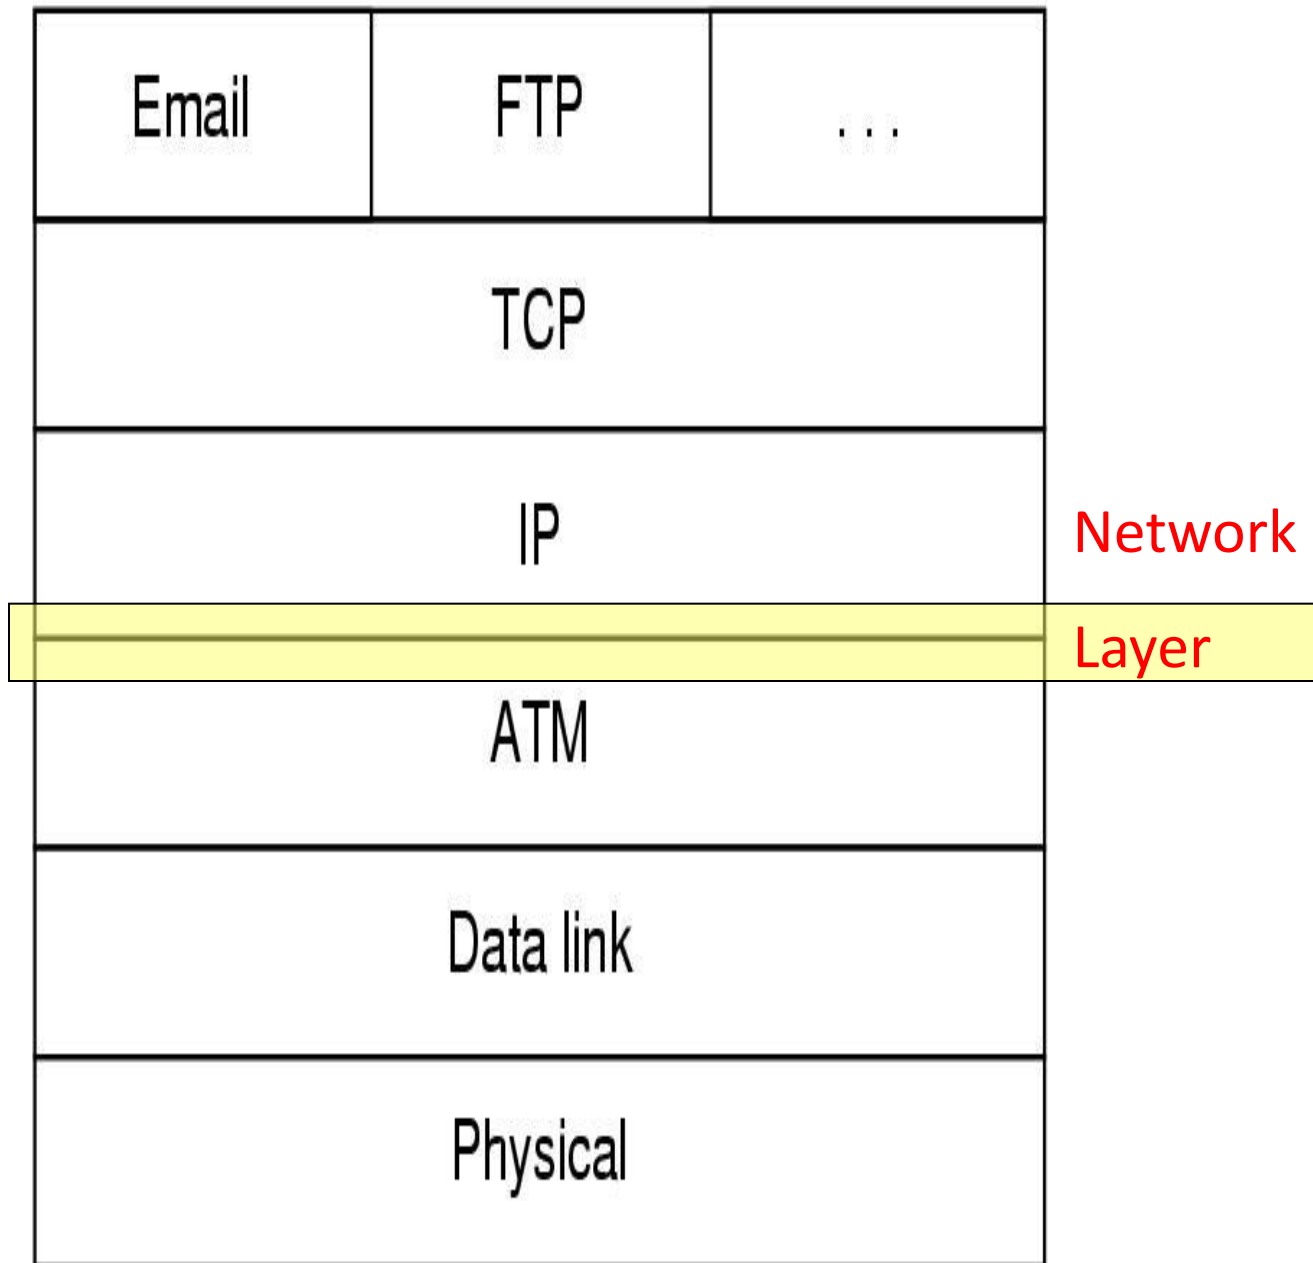 Email FTP . . .
TCP
IP
Network
Layer
ATM
Data link
Physical